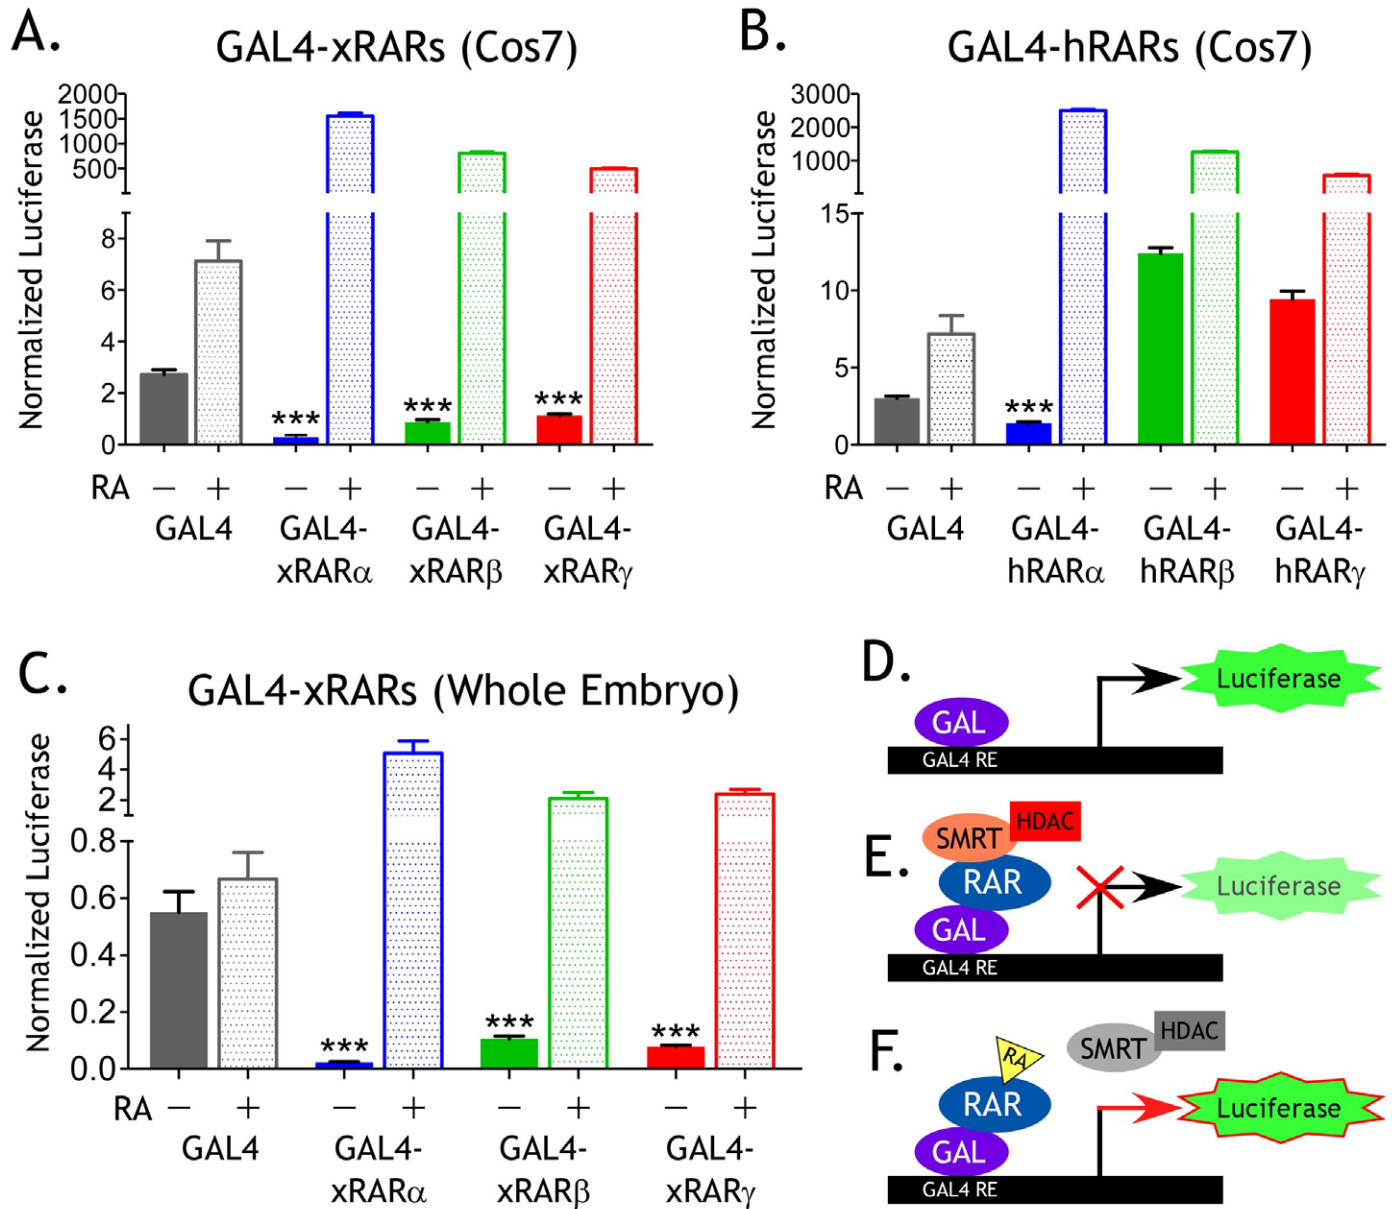 A.
GAL4-xRARs (Cos7)
Normalized Luciferase
2000
1500
1000
500
8
6
4
2
0
*** *** ***
RA − + − + − + − +
GAL4 GAL4- GAL4- GAL4-
xRARα xRARβ xRARγ
B.
GAL4-hRARs (Cos7)
Normalized Luciferase
3000
2000
1000
15
10
5
0
***
RA − + − + − + − +
GAL4 GAL4- GAL4- GAL4-
hRARα hRARβ hRARγ
C.
GAL4-xRARs (Whole Embryo)
Normalized Luciferase
6
4
2
0.8
0.6
0.4
0.2
0.0
*** *** ***
RA − + − + − + − +
GAL4 GAL4- GAL4- GAL4-
xRARα xRARβ xRARγ
D.
Luciferase
GAL
GAL4 RE
E.
SMRT HDAC
RAR
Luciferase
GAL
GAL4 RE
F.
RA
SMRT HDAC
RAR
Luciferase
GAL
GAL4 RE